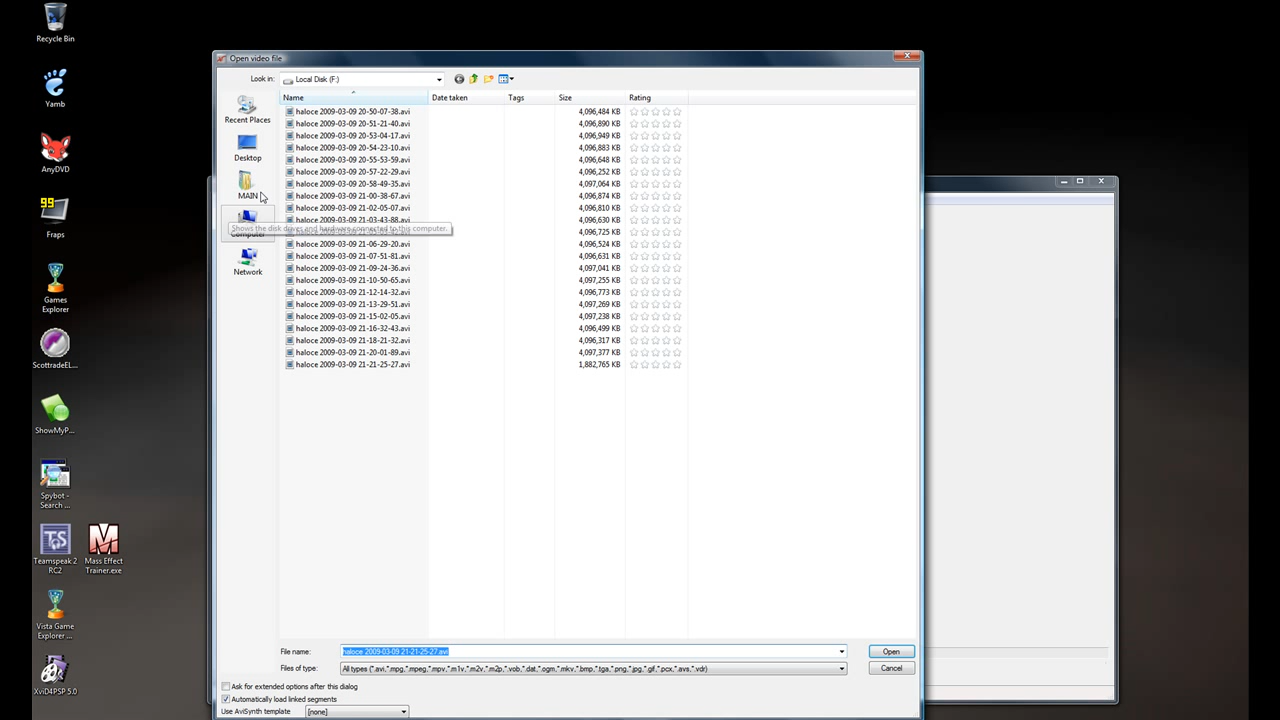 Recycle Bin
Yamb
AnyDVD
99
Fraps
Games
Explorer
ScottradeEL...
ShowMyP...
Spybot -
Search ...
TS
Teamspeak 2
RC2
Mass Effect
Trainer.exe
Vista Game
Explorer ...
XviD4PSP 5.0
Open video file
Look in:
Local Disk (F:)
Recent Places
Desktop
MAIN
Computer
Network
Shows the disk drives and hardware connected to this computer.
Name Date taken Tags Size Rating
haloce 2009-03-09 20-50-07-38.avi 4,096,484 KB
haloce 2009-03-09 20-51-21-40.avi 4,096,890 KB
haloce 2009-03-09 20-53-04-17.avi 4,096,949 KB
haloce 2009-03-09 20-54-23-10.avi 4,096,883 KB
haloce 2009-03-09 20-55-53-59.avi 4,096,648 KB
haloce 2009-03-09 20-57-22-29.avi 4,096,252 KB
haloce 2009-03-09 20-58-49-35.avi 4,097,064 KB
haloce 2009-03-09 21-00-38-67.avi 4,096,874 KB
haloce 2009-03-09 21-02-05-07.avi 4,096,810 KB
haloce 2009-03-09 21-03-43-88.avi 4,096,630 KB
4,096,725 KB
haloce 2009-03-09 21-06-29-20.avi 4,096,524 KB
haloce 2009-03-09 21-07-51-81.avi 4,096,631 KB
haloce 2009-03-09 21-09-24-36.avi 4,097,041 KB
haloce 2009-03-09 21-10-50-65.avi 4,097,255 KB
haloce 2009-03-09 21-12-14-32.avi 4,096,773 KB
haloce 2009-03-09 21-13-29-51.avi 4,097,269 KB
haloce 2009-03-09 21-15-02-05.avi 4,097,238 KB
haloce 2009-03-09 21-16-32-43.avi 4,096,499 KB
haloce 2009-03-09 21-18-21-32.avi 4,096,317 KB
haloce 2009-03-09 21-20-01-89.avi 4,097,377 KB
haloce 2009-03-09 21-21-25-27.avi 1,882,765 KB
File name: haloce 2009-03-09 21-21-25-27.avi Open
Files of type: All types (*.avi,*.mpg,*.mpeg,*.mpv,*.m1v,*.m2v,*.m2p,*.vob,*.dat,*.ogm,*.mkv,*.bmp,*.tga,*.png,*.jpg,*.gif,*.pcx,*.avs,*.vdr) Cancel
Ask for extended options after this dialog
Automatically load linked segments
Use AviSynth template [none]